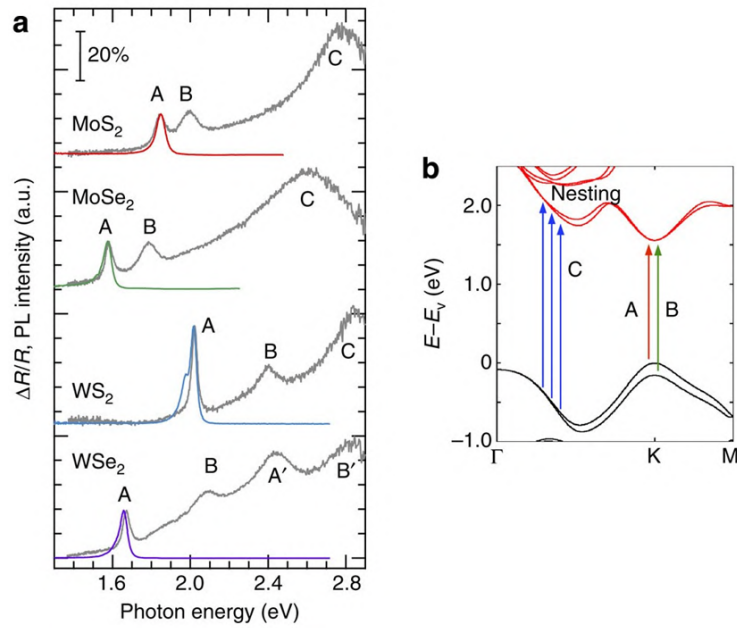 a
20%
C
A
B
MoS2
MoSe2
C
A
B
A
B
C
WS2
WSe2
B
A′
B′
A
1.6
2.0
2.4
2.8
Photon energy (eV)
ΔR/R, PL intensity (a.u.)
b
Nesting
2.0
C
1.0
A
B
0
−1.0
Γ
K
M
E–Ev (eV)